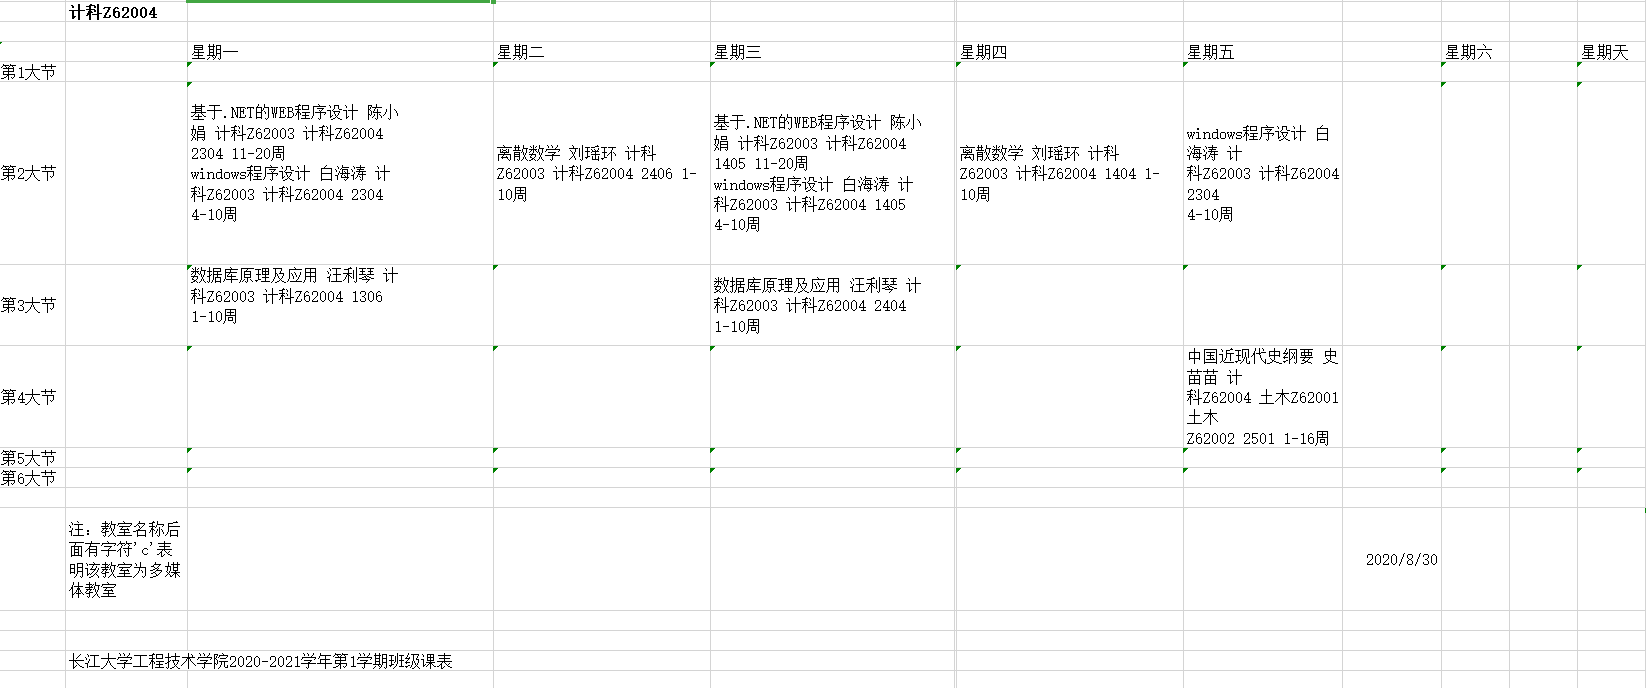 计科Z62004
星期一 星期二 星期三 星期四 星期五 星期六 星期天
第1大节
第2大节
基于.NET的WEB程序设计 陈小
娟 计科Z62003 计科Z62004
2304 11-20周
windows程序设计 白海涛 计
科Z62003 计科Z62004 2304
4-10周
离散数学 刘瑶环 计科
Z62003 计科Z62004 2406 1-
10周
基于.NET的WEB程序设计 陈小
娟 计科Z62003 计科Z62004
1405 11-20周
windows程序设计 白海涛 计
科Z62003 计科Z62004 1405
4-10周
离散数学 刘瑶环 计科
Z62003 计科Z62004 1404 1-
10周
windows程序设计 白
海涛 计
科Z62003 计科Z62004
2304
4-10周
第3大节
数据库原理及应用 汪利琴 计
科Z62003 计科Z62004 1306
1-10周
数据库原理及应用 汪利琴 计
科Z62003 计科Z62004 2404
1-10周
第4大节
中国近现代史纲要 史
苗苗 计
科Z62004 土木Z62001
土木
Z62002 2501 1-16周
第5大节
第6大节
注：教室名称后
面有字符'c'表
明该教室为多媒
体教室
2020/8/30
长江大学工程技术学院2020-2021学年第1学期班级课表